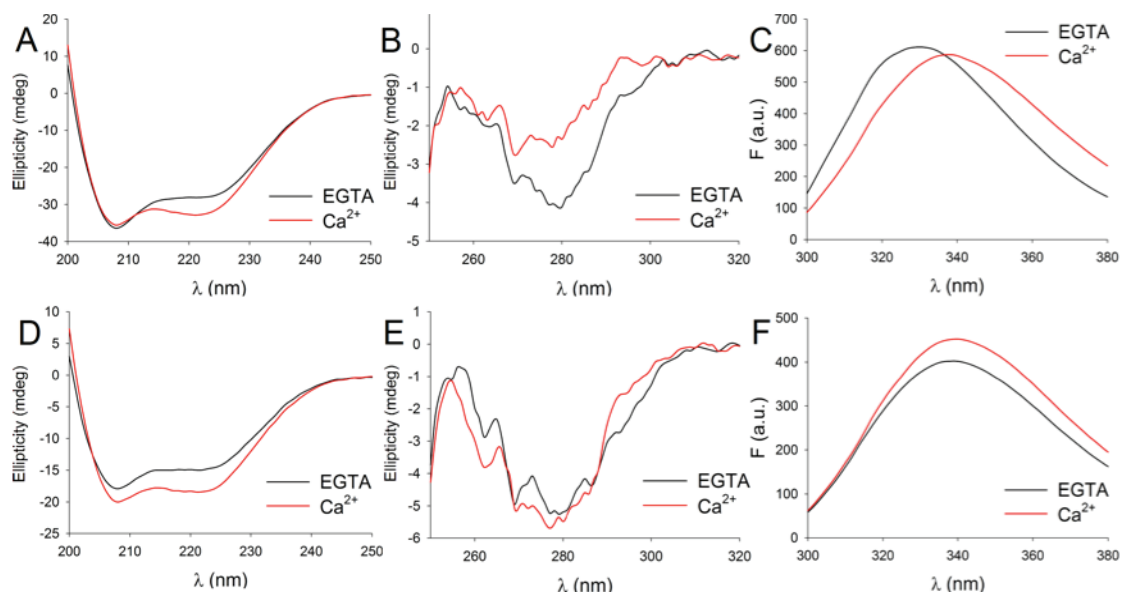 A
Ellipticity (mdeg)
20
10
0
-10
-20
-30
-40
200
210
220
230
240
250
λ (nm)
EGTA
Ca²⁺
B
Ellipticity (mdeg)
0
-1
-2
-3
-4
-5
260
280
300
320
λ (nm)
EGTA
Ca²⁺
C
F (a.u.)
700
600
500
400
300
200
100
0
300
320
340
360
380
λ (nm)
EGTA
Ca²⁺
D
Ellipticity (mdeg)
10
5
0
-5
-10
-15
-20
-25
200
210
220
230
240
250
λ (nm)
EGTA
Ca²⁺
E
Ellipticity (mdeg)
1
0
-1
-2
-3
-4
-5
-6
260
280
300
320
λ (nm)
EGTA
Ca²⁺
F
F (a.u.)
500
400
300
200
100
0
300
320
340
360
380
λ (nm)
EGTA
Ca²⁺